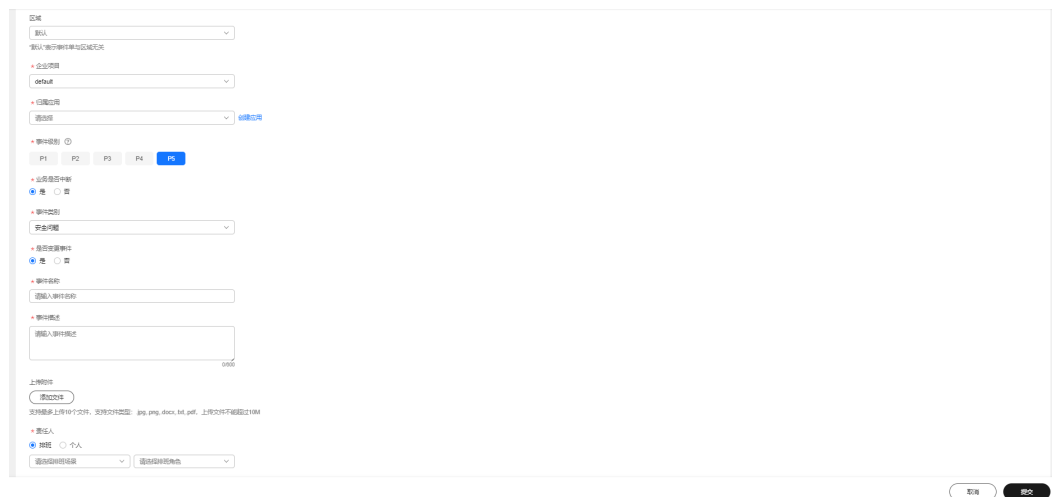 区域
默认
"默认"表示事件单与区域无关
* 企业项目
default
* 归属应用
请选择 创建应用
* 事件级别 ?
P1 P2 P3 P4 P5
* 业务是否中断
是 否
* 事件类别
安全问题
* 是否变更事件
是 否
* 事件名称
请输入事件名称
* 事件描述
请输入事件描述
0/600
上传附件
添加文件
支持最多上传10个文件，支持文件类型：.jpg,.png,.docx,.txt,.pdf，上传文件不能超过10M
* 责任人
排班 个人
请选择排班场景 请选择排班角色
取消 提交